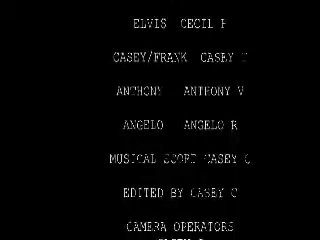 ELVIS CECIL P
CASEY/FRANK CASEY
ANTHONY ANTHONY V
ANGELO ANGELO R
MUSICAL SCORE CASEY
EDITED BY CASEY C
CAMERA OPERATORS